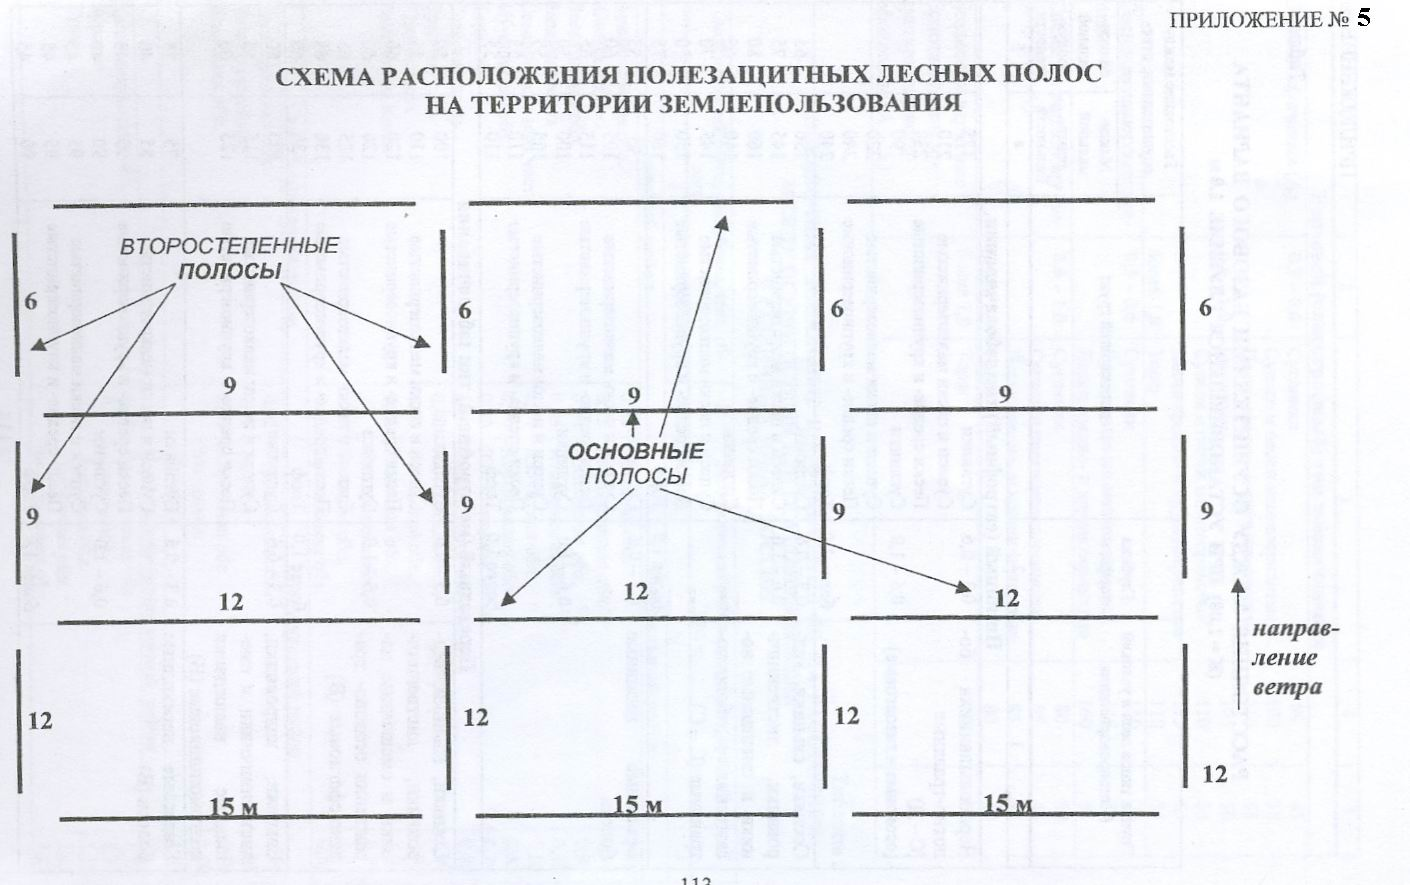 ПРИЛОЖЕНИЕ № 5
СХЕМА РАСПОЛОЖЕНИЯ ПОЛЕЗАЩИТНЫХ ЛЕСНЫХ ПОЛОС
НА ТЕРРИТОРИИ ЗЕМЛЕПОЛЬЗОВАНИЯ
ВТОРОСТЕПЕННЫЕ
ПОЛОСЫ
6
6
6
6
9
9
9
ОСНОВНЫЕ
ПОЛОСЫ
9
9
9
9
12
12
12
направ-
ление
ветра
12
12
12
12
15 м
15 м
15 м
113